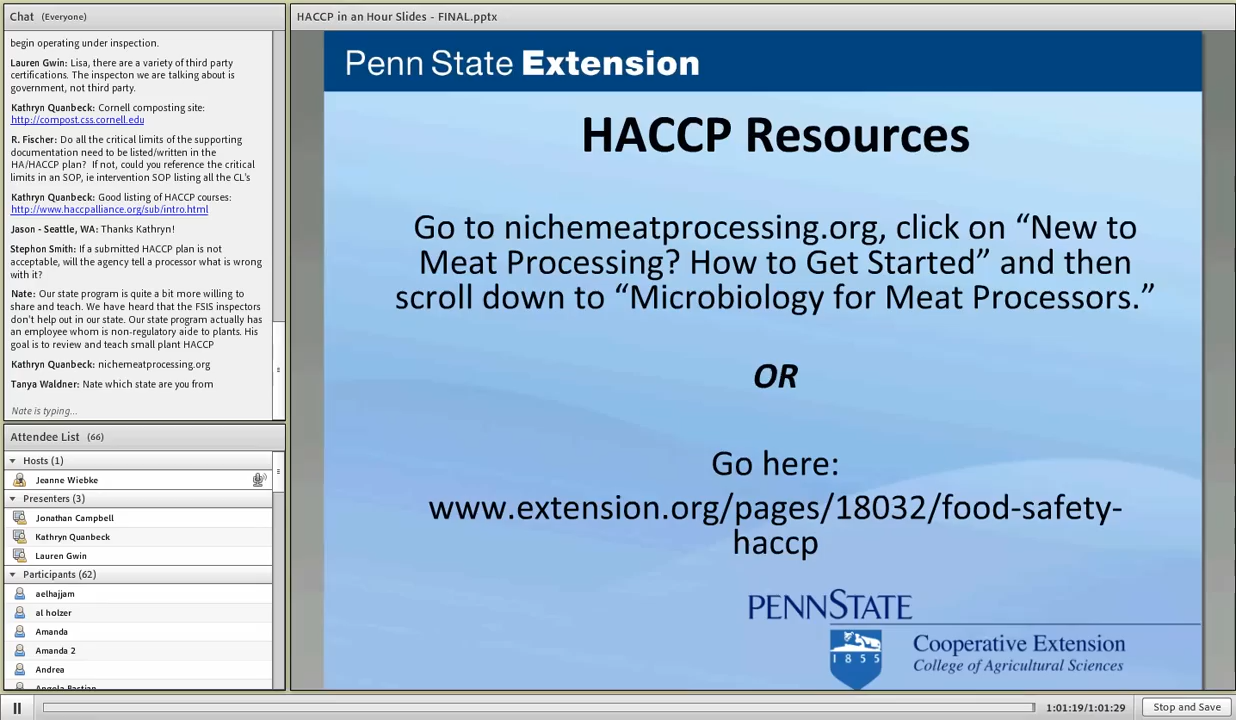 Chat (Everyone)
begin operating under inspection.
Lauren Gwin: Lisa, there are a variety of third party
certifications. The inspecton we are talking about is
government, not third party.
Kathryn Quanbeck: Cornell composting site:
http://compost.css.cornell.edu
R. Fischer: Do all the critical limits of the supporting
documentation need to be listed/written in the
HA/HACCP plan? If not, could you reference the critical
limits in an SOP, ie intervention SOP listing all the CL's
Kathryn Quanbeck: Good listing of HACCP courses:
http://www.haccpalliance.org/sub/intro.html
Jason - Seattle, WA: Thanks Kathryn!
Stephon Smith: If a submitted HACCP plan is not
acceptable, will the agency tell a processor what is wrong
with it?
Nate: Our state program is quite a bit more willing to
share and teach. We have heard that the FSIS inspectors
don't help out in our state. Our state program actually has
an employee whom is non-regulatory aide to plants. His
goal is to review and teach small plant HACCP
Kathryn Quanbeck: nichemeatprocessing.org
Tanya Waldner: Nate which state are you from
Nate is typing...
Attendee List (66)
Hosts (1)
Jeanne Wiebke
Presenters (3)
Jonathan Campbell
Kathryn Quanbeck
Lauren Gwin
Participants (62)
aelhajjam
al holzer
Amanda
Amanda 2
Andrea
Angela Bastian
HACCP in an Hour Slides - FINAL.pptx
Penn State Extension
HACCP Resources
Go to nichemeatprocessing.org, click on “New to
Meat Processing? How to Get Started” and then
scroll down to “Microbiology for Meat Processors.”
OR
Go here:
www.extension.org/pages/18032/food-safety-
haccp
PENNSTATE
1855
Cooperative Extension
College of Agricultural Sciences
1:01:19/1:01:29
Stop and Save